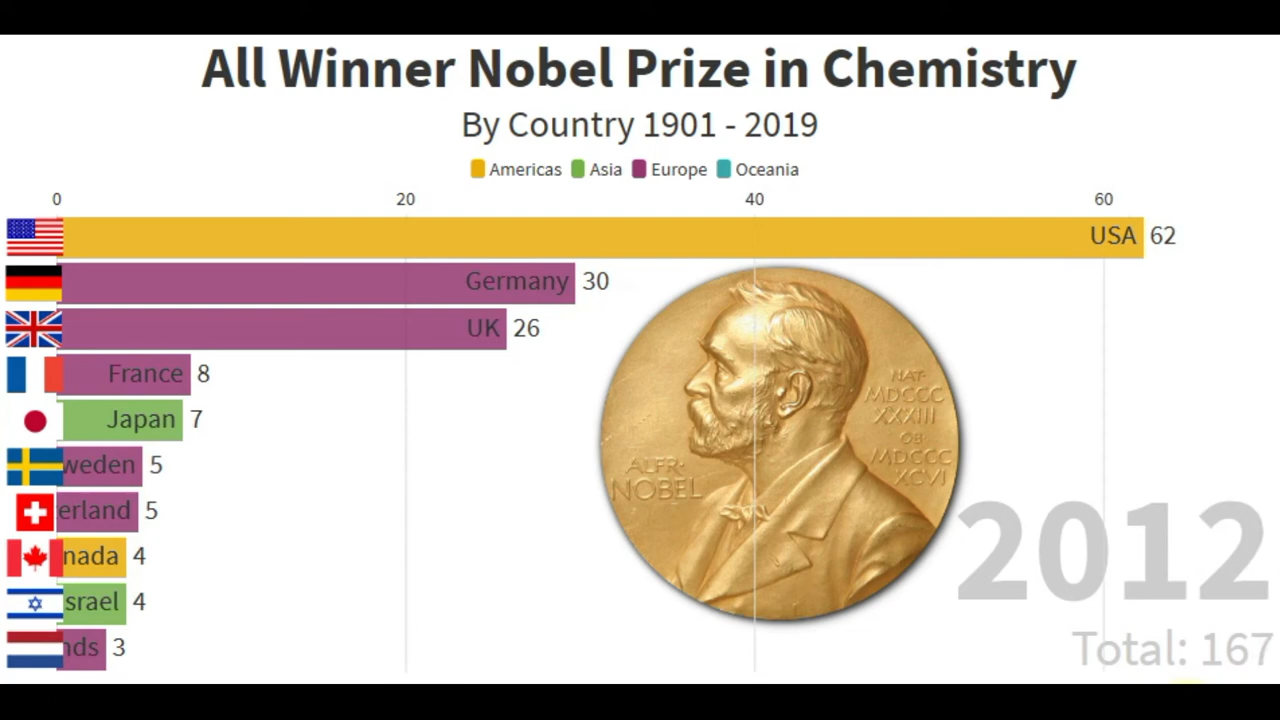 All Winner Nobel Prize in Chemistry
By Country 1901 - 2019
Americas Asia Europe Oceania
0 20 40 60
USA 62
Germany 30
UK 26
France 8
Japan 7
weden 5
erland 5
nada 4
srael 4
nds 3
NAT·
MDCCC
XXXIII
OB·
MDCCC
XCVI
ALFR·
NOBEL
2012
Total: 167